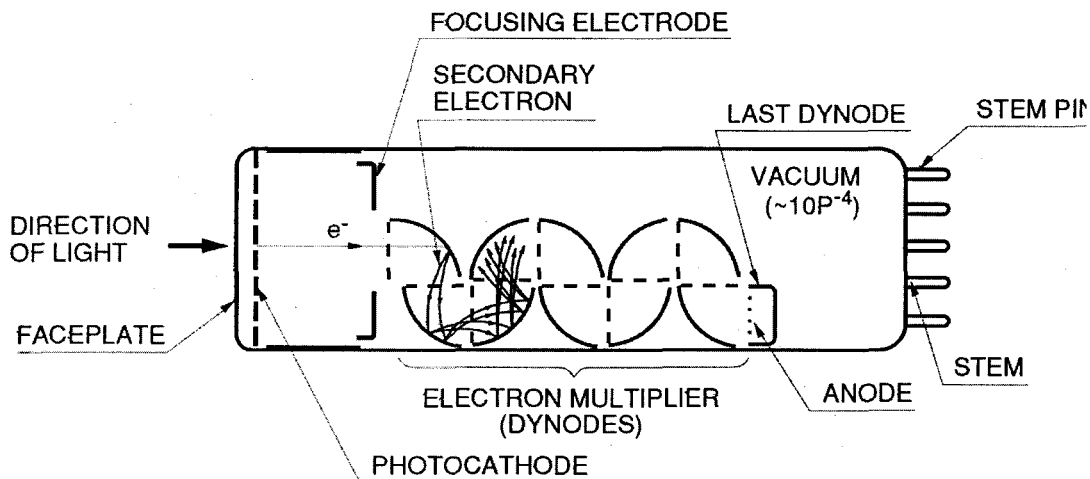 FOCUSING ELECTRODE
SECONDARY
ELECTRON
LAST DYNODE
STEM PIN
VACUUM
(~10P⁻⁴)
DIRECTION
OF LIGHT
e⁻
FACEPLATE
STEM
ANODE
ELECTRON MULTIPLIER
(DYNODES)
PHOTOCATHODE